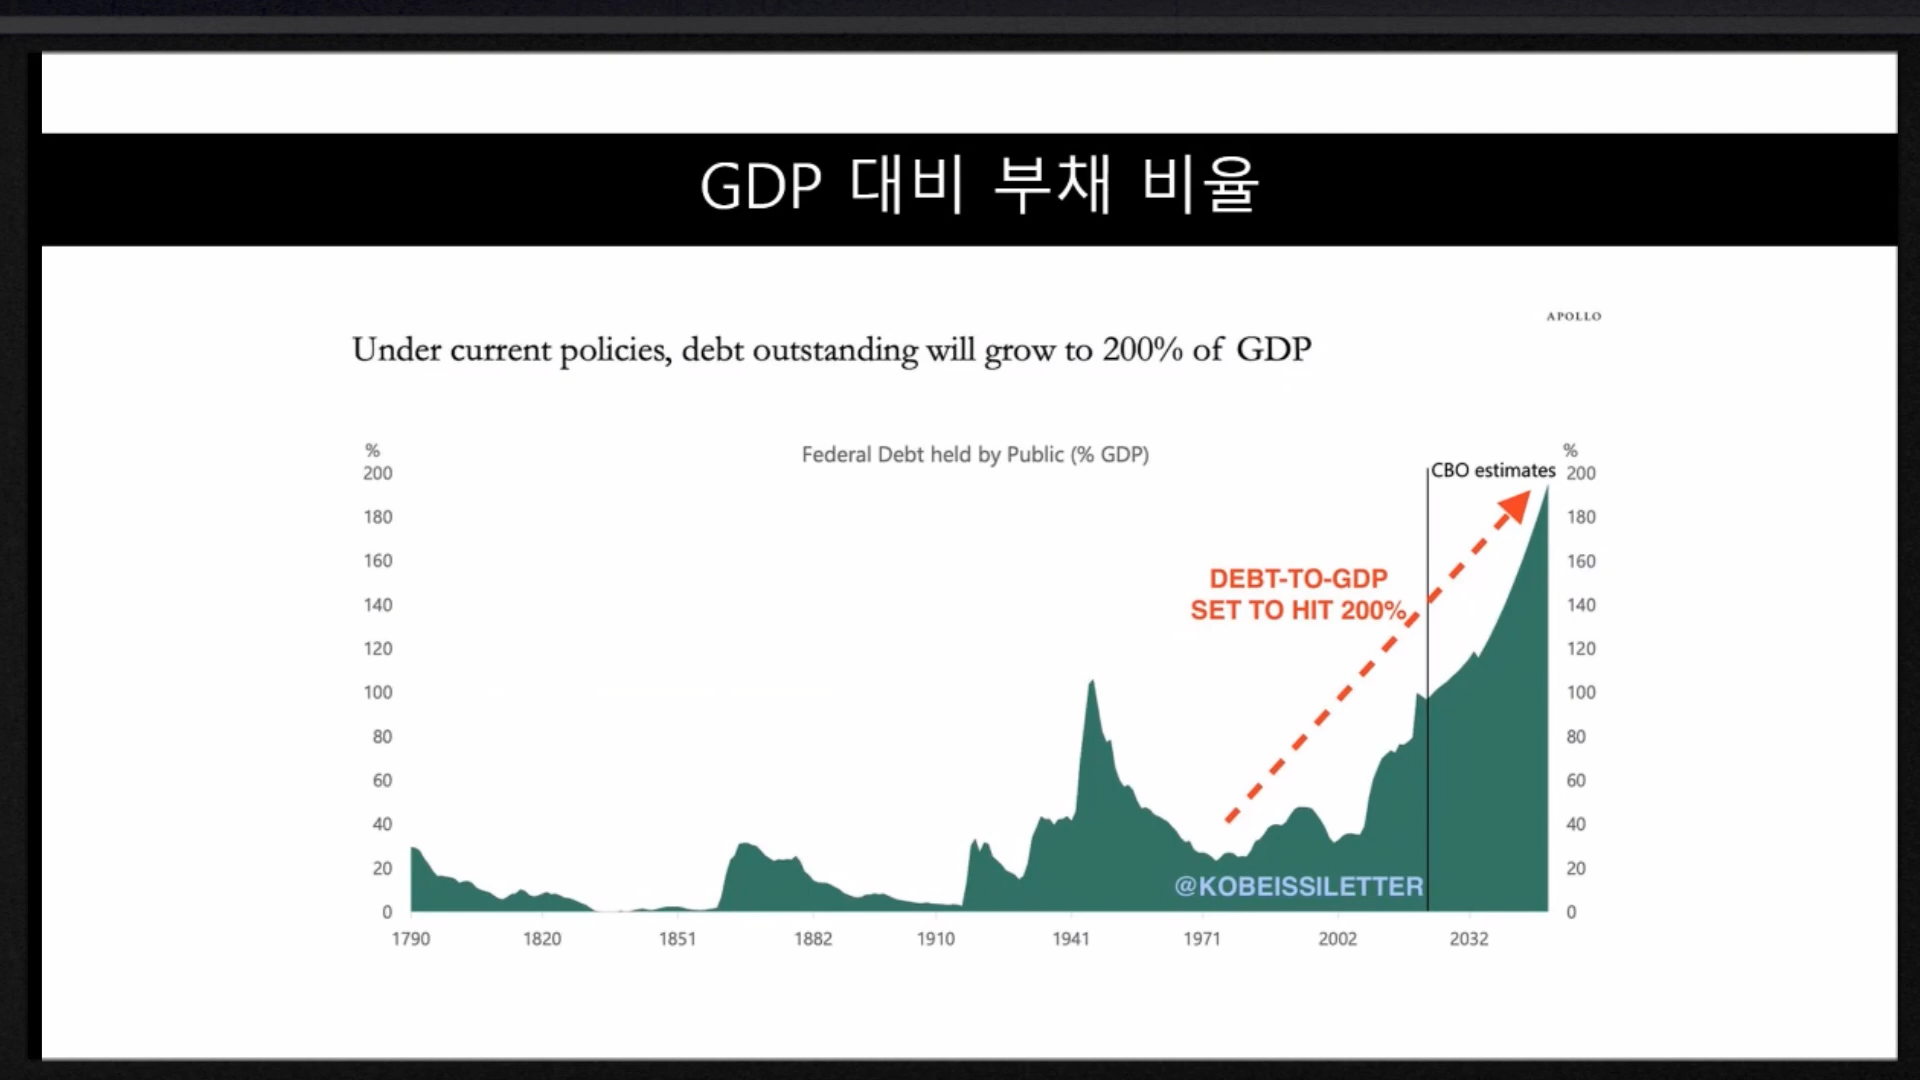 GDP 대비 부채 비율
APOLLO
Under current policies, debt outstanding will grow to 200% of GDP
Federal Debt held by Public (% GDP)
%
200
180
160
140
120
100
80
60
40
20
0
CBO estimates
%
200
180
160
140
120
100
80
60
40
20
0
DEBT-TO-GDP
SET TO HIT 200%
@KOBEISSILETTER
1790 1820 1851 1882 1910 1941 1971 2002 2032